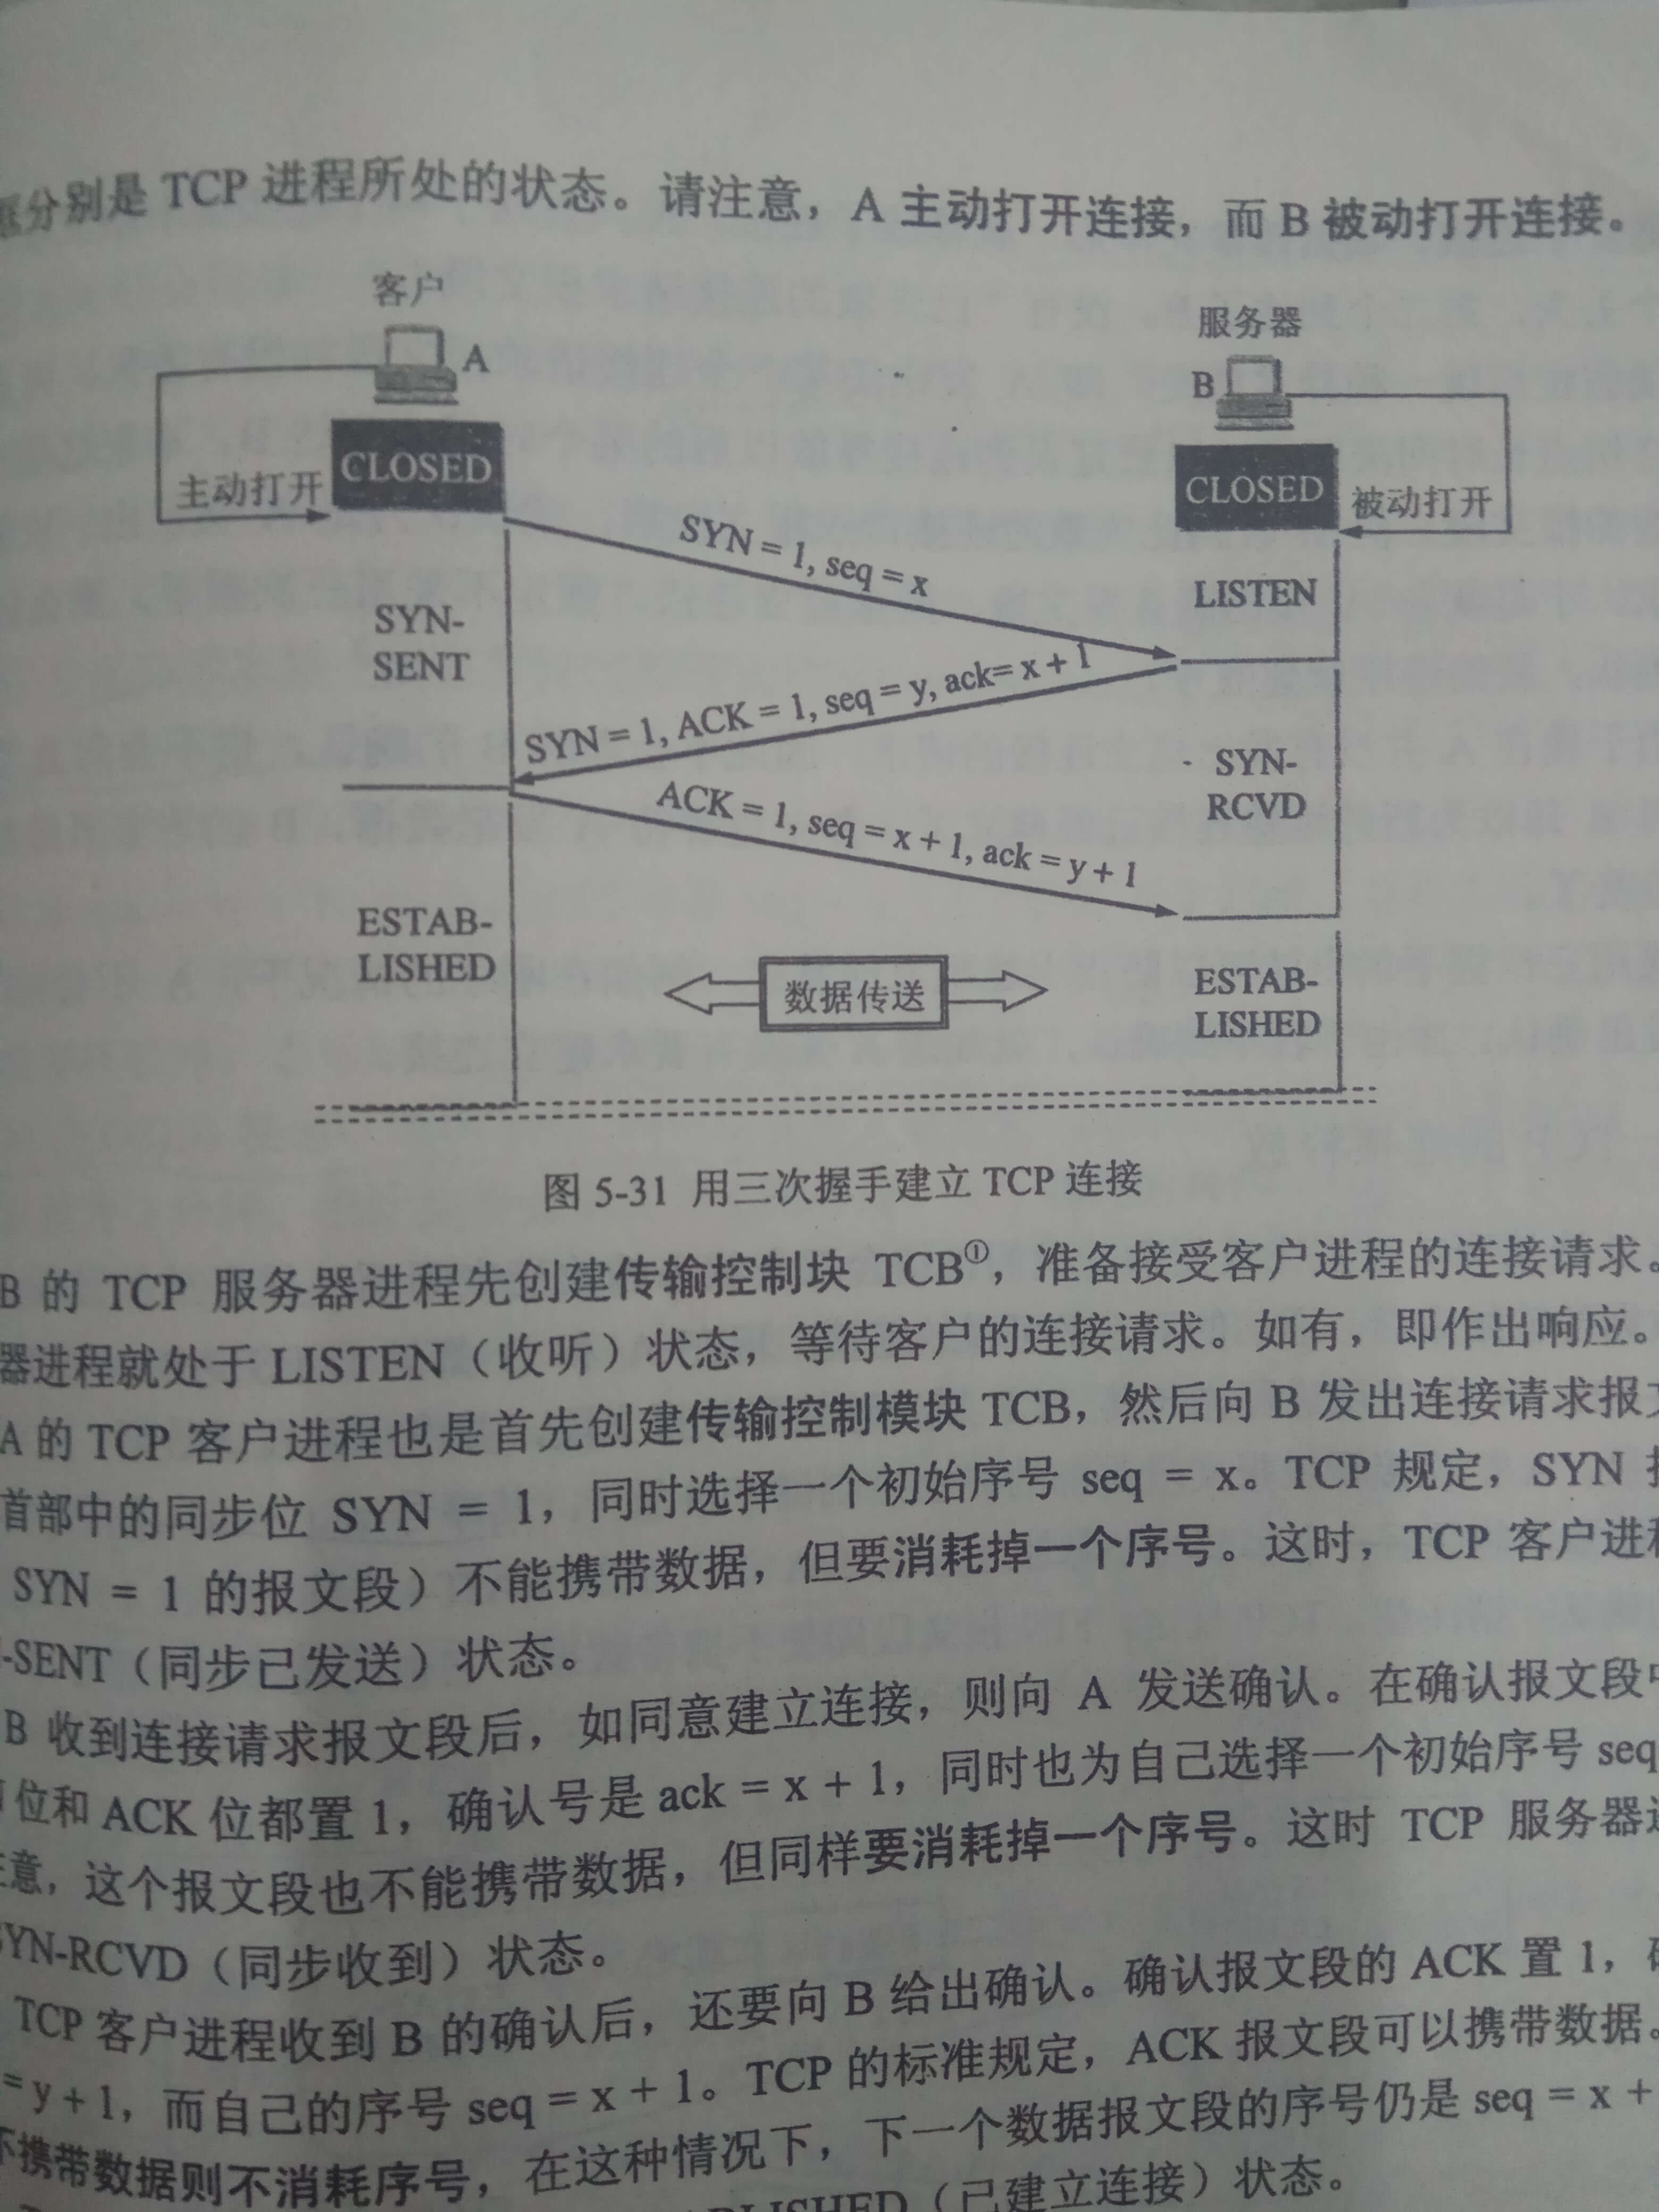 框分别是 TCP 进程所处的状态。请注意，A 主动打开连接，而 B 被动打开连接。
客户
服务器
A
B
CLOSED
CLOSED
主动打开
被动打开
SYN = 1, seq = x
LISTEN
SYN-
SENT
SYN = 1, ACK = 1, seq = y, ack= x + 1
SYN-
RCVD
ACK = 1, seq = x + 1, ack = y + 1
ESTAB-
LISHED
数据传送
ESTAB-
LISHED
图 5-31 用三次握手建立 TCP 连接
B 的 TCP 服务器进程先创建传输控制块 TCB①，准备接受客户进程的连接请求。
器进程就处于 LISTEN（收听）状态，等待客户的连接请求。如有，即作出响应。
A 的 TCP 客户进程也是首先创建传输控制模块 TCB，然后向 B 发出连接请求报文
首部中的同步位 SYN = 1，同时选择一个初始序号 seq = x。TCP 规定，SYN
SYN = 1 的报文段）不能携带数据，但要消耗掉一个序号。这时，TCP 客户进程
-SENT（同步已发送）状态。
B 收到连接请求报文段后，如同意建立连接，则向 A 发送确认。在确认报文段中
位和 ACK 位都置 1，确认号是 ack = x + 1，同时也为自己选择一个初始序号 seq
注意，这个报文段也不能携带数据，但同样要消耗掉一个序号。这时 TCP 服务器进
SYN-RCVD（同步收到）状态。
TCP 客户进程收到 B 的确认后，还要向 B 给出确认。确认报文段的 ACK 置 1，
= y + 1，而自己的序号 seq = x + 1。TCP 的标准规定，ACK 报文段可以携带数据。
不携带数据则不消耗序号，在这种情况下，下一个数据报文段的序号仍是 seq = x +
BLISHED（已建立连接）状态。